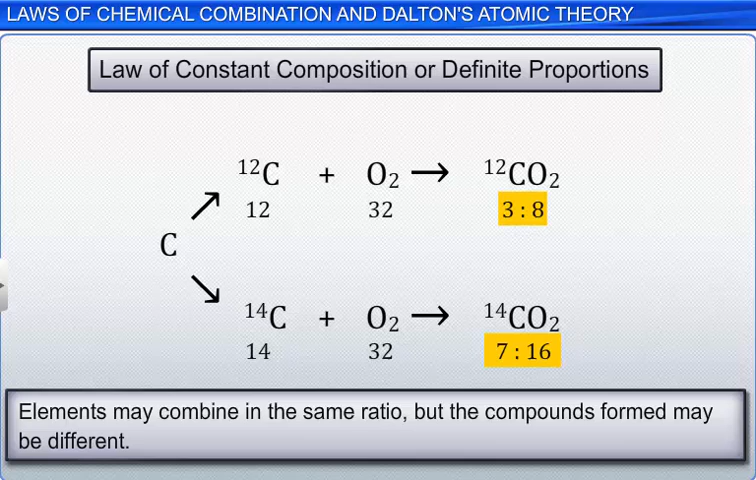 LAWS OF CHEMICAL COMBINATION AND DALTON'S ATOMIC THEORY
Law of Constant Composition or Definite Proportions
¹²C + O₂ → ¹²CO₂
12 32 3 : 8
C
¹⁴C + O₂ → ¹⁴CO₂
14 32 7 : 16
Elements may combine in the same ratio, but the compounds formed may
be different.